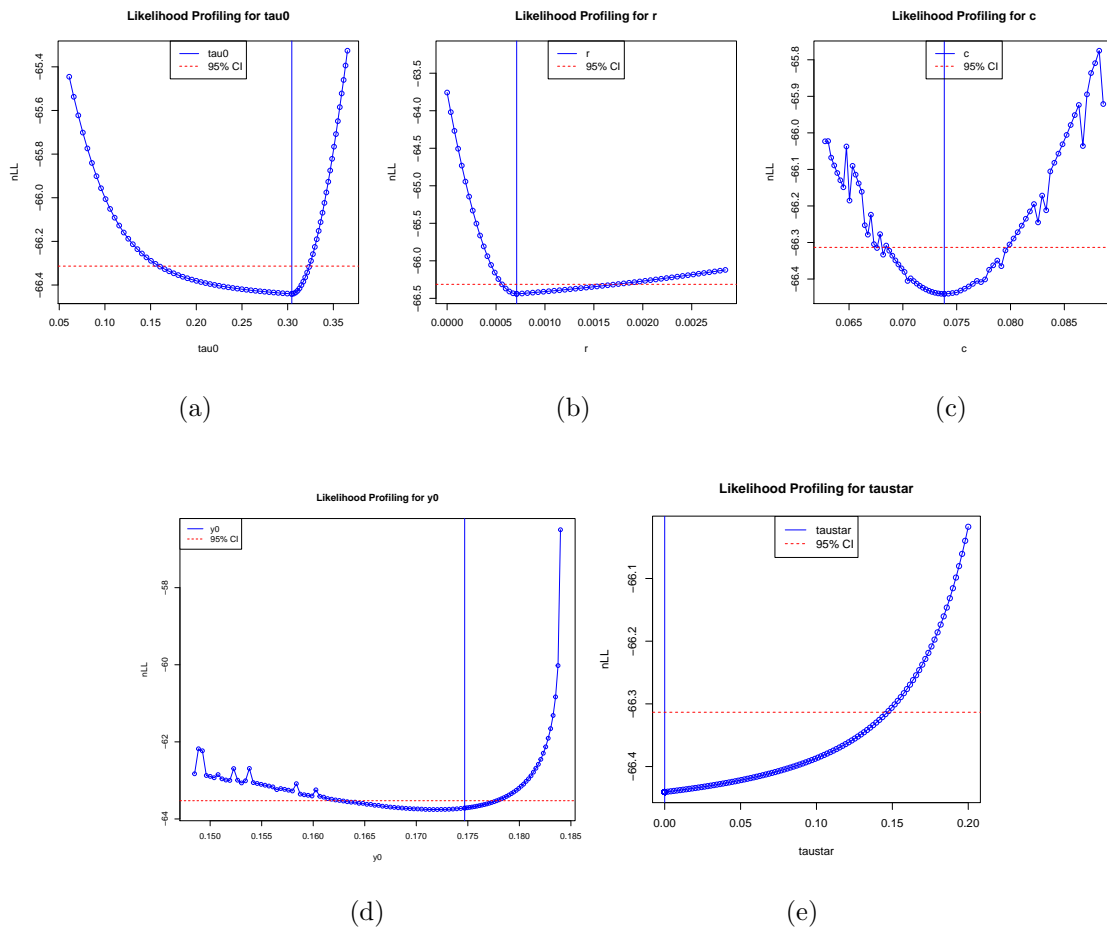 Likelihood Profiling for tau0
tau0
95% CI
nLL
−65.4
−65.6
−65.8
−66.0
−66.2
−66.4
0.05 0.10 0.15 0.20 0.25 0.30 0.35
tau0
(a)
Likelihood Profiling for r
r
95% CI
nLL
−63.5
−64.0
−64.5
−65.0
−65.5
−66.0
−66.5
0.0000 0.0005 0.0010 0.0015 0.0020 0.0025
r
(b)
Likelihood Profiling for c
c
95% CI
nLL
−65.8
−65.9
−66.0
−66.1
−66.3
−66.4
0.065 0.070 0.075 0.080 0.085
c
(c)
Likelihood Profiling for y0
y0
95% CI
nLL
−58
−60
−62
−64
0.150 0.155 0.160 0.165 0.170 0.175 0.180 0.185
y0
(d)
Likelihood Profiling for taustar
taustar
95% CI
nLL
−66.1
−66.2
−66.3
−66.4
0.00 0.05 0.10 0.15 0.20
taustar
(e)